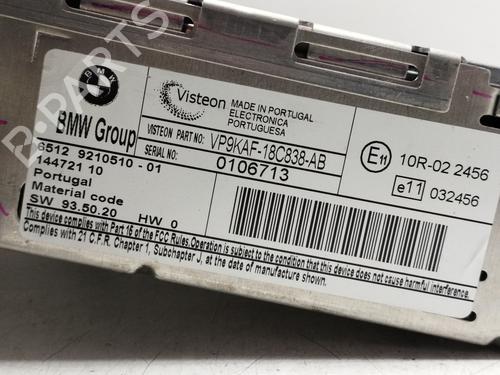 BMW
BMW Group
Visteon
MADE IN PORTUGAL
ELECTRONICA
PORTUGUESA
VISTEON PART NO: VP9KAF-18C838-AB
SERIAL NO: 0106713
6512 9210510 - 01
144721 10
Portugal
Material code
SW 93.50.20 HW 0
E11 10R-02 2456
e11 032456
This device complies with Part 15 of the FCC Rules.Operation is subject to the condition that this device does not cause harmful interference.
Complies with 21 C.F.R. Chapter 1, Subchapter J, at the date of manufacture.
B-PARTS